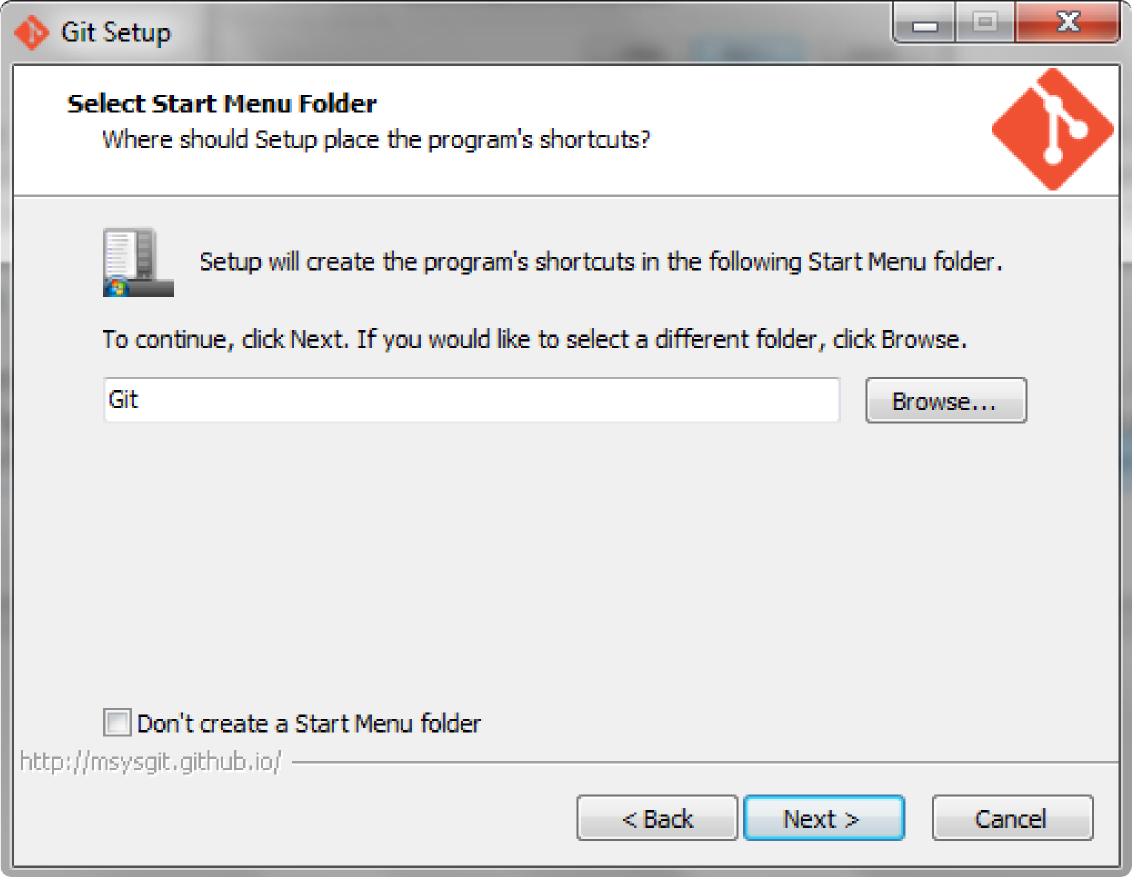 Git Setup
Select Start Menu Folder
Where should Setup place the program's shortcuts?
Setup will create the program's shortcuts in the following Start Menu folder.
To continue, click Next. If you would like to select a different folder, click Browse.
Git
Browse...
Don't create a Start Menu folder
http://msysgit.github.io/
< Back
Next >
Cancel